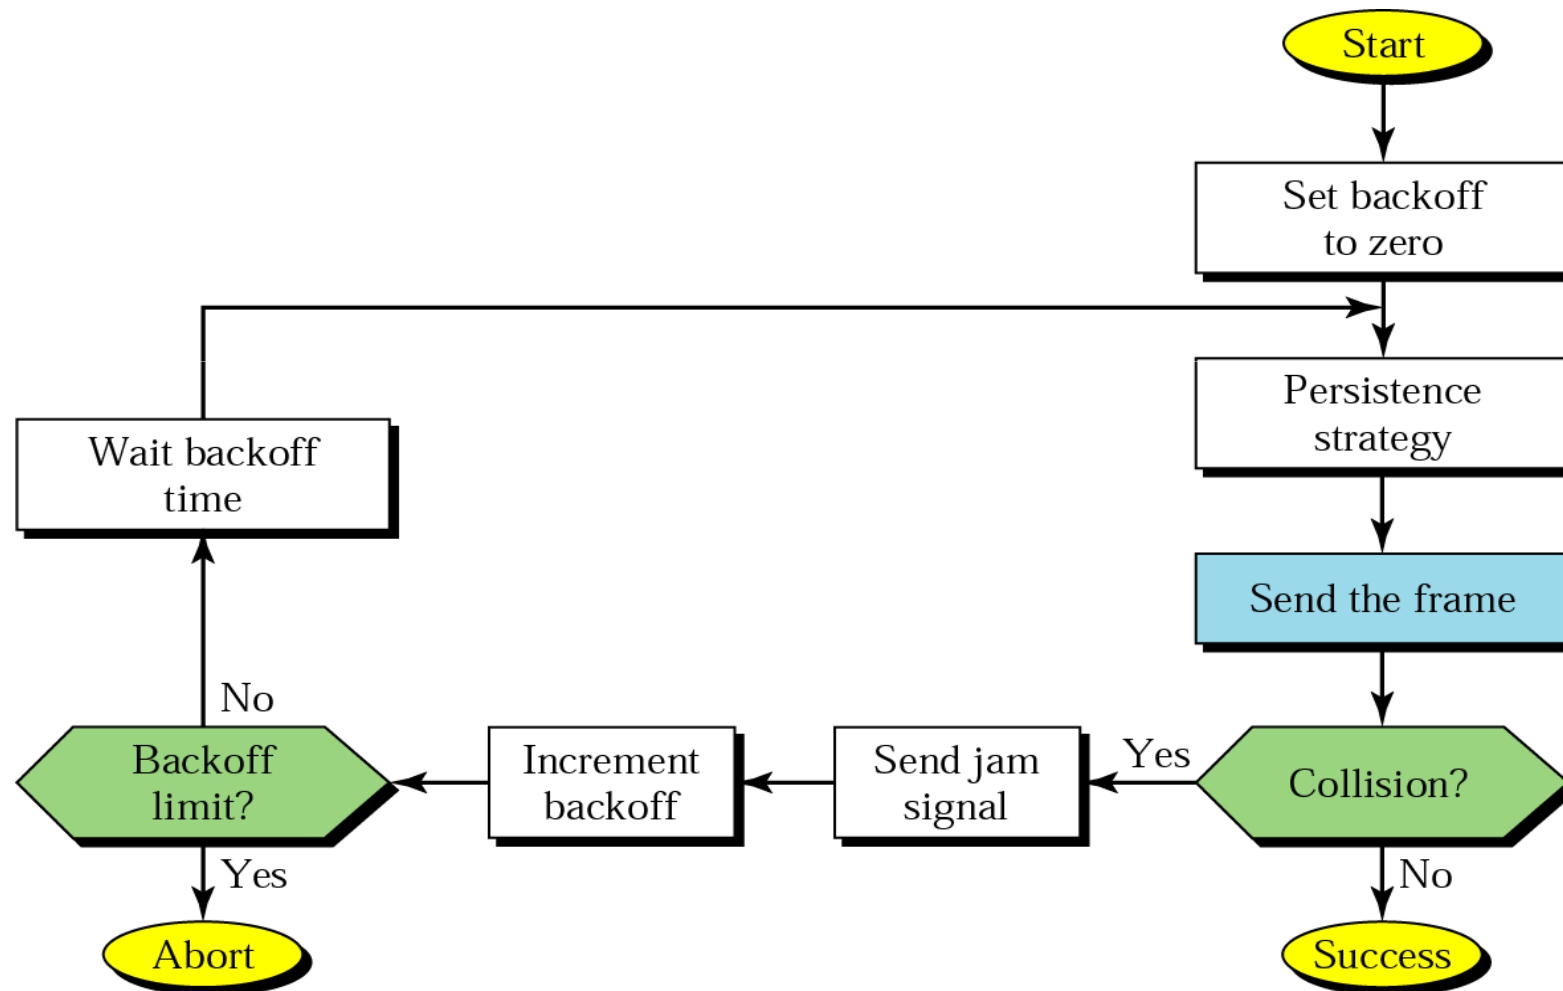 Start
Set backoff
to zero
Persistence
strategy
Wait backoff
time
Send the frame
No
Backoff
limit?
Increment
backoff
Send jam
signal
Yes
Collision?
Yes
No
Abort
Success